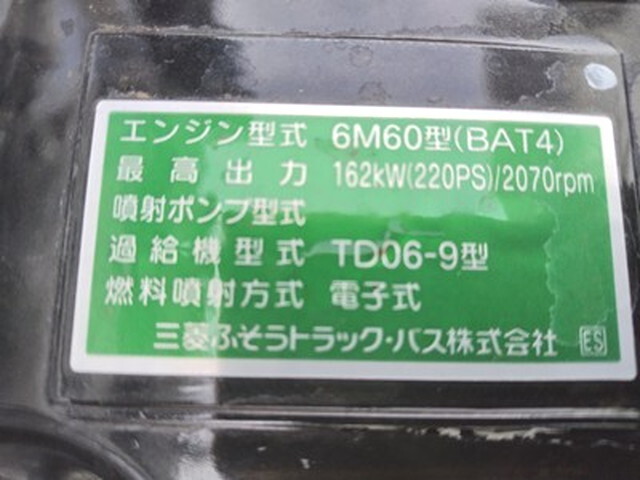 エンジン型式 6M60型(BAT4)
最高出力 162kW(220PS)/2070rpm
噴射ポンプ型式
過給機型式 TD06-9型
燃料噴射方式 電子式
三菱ふそうトラック・バス株式会社 ES